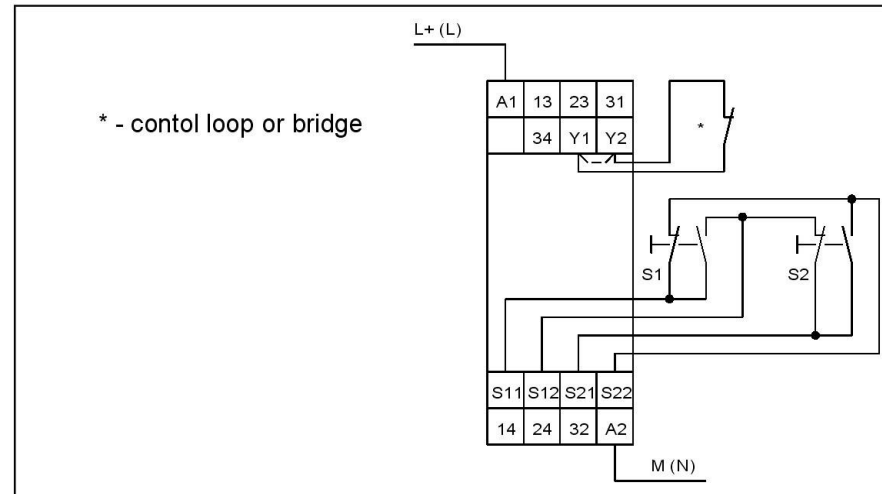 L+ (L)
* - contol loop or bridge
A1 13 23 31
34 Y1 Y2
*
S1 S2
S11 S12 S21 S22
14 24 32 A2
M (N)